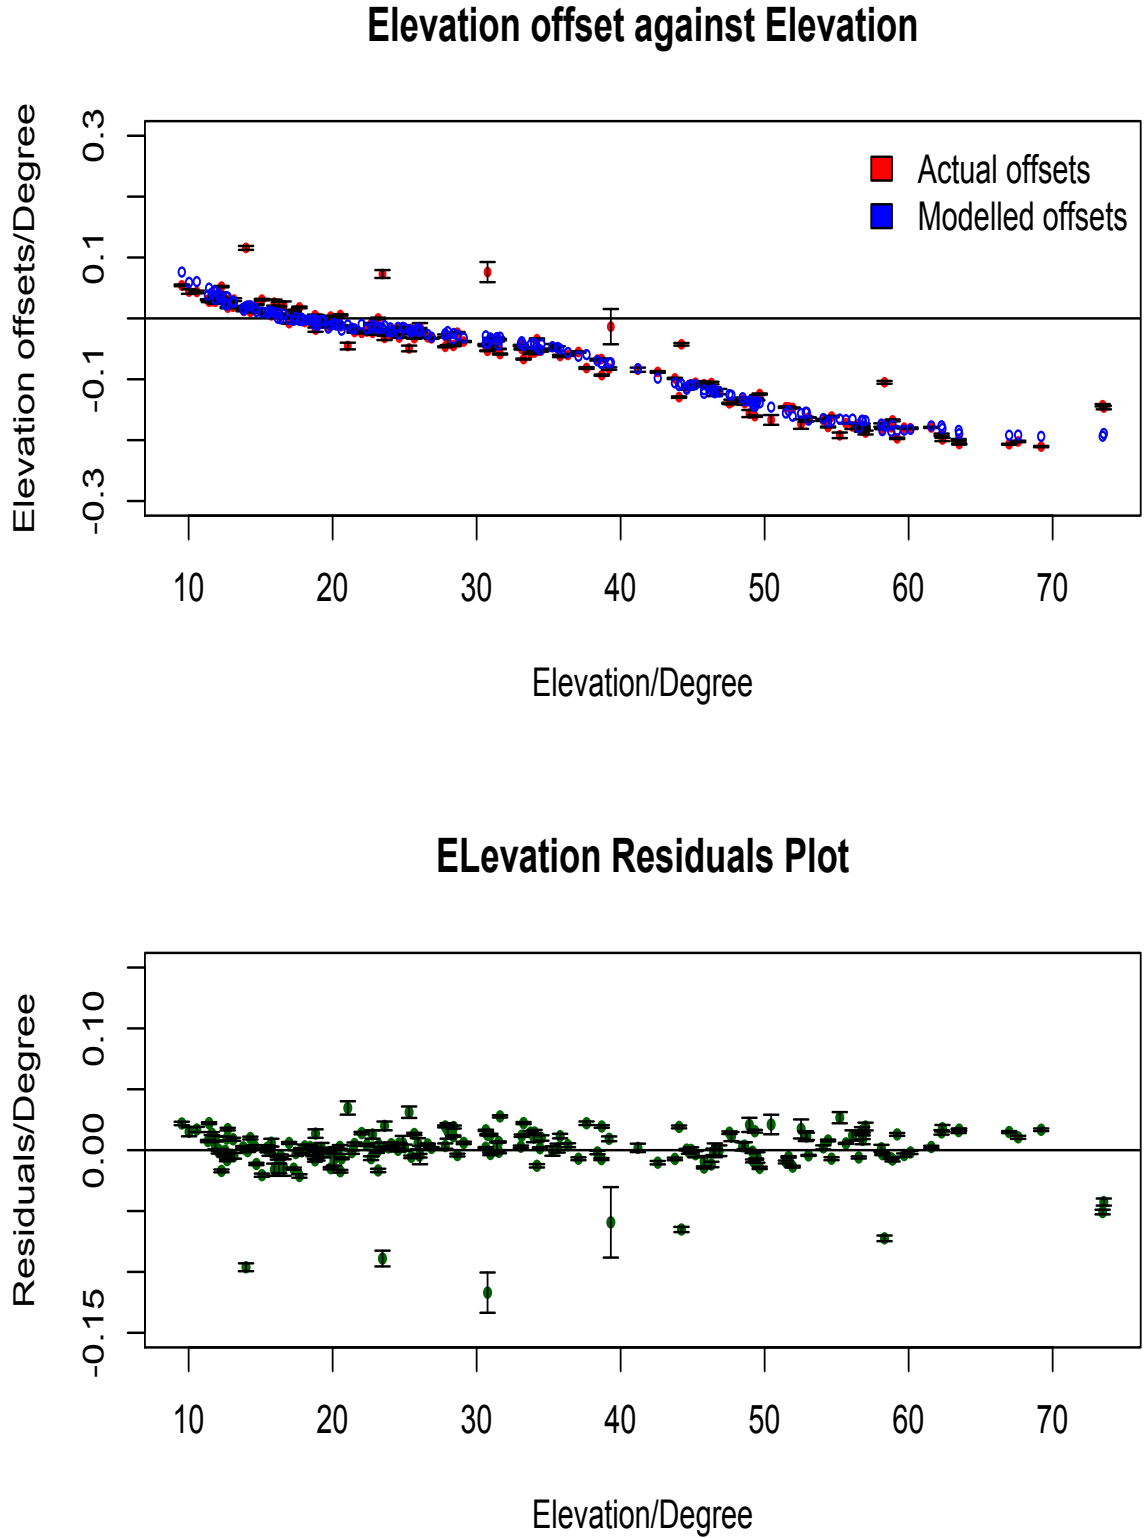 Elevation offset against Elevation
Elevation offsets/Degree
0.3
0.1
-0.1
-0.3
Actual offsets
Modelled offsets
10 20 30 40 50 60 70
Elevation/Degree
ELevation Residuals Plot
Residuals/Degree
0.10
0.00
-0.15
10 20 30 40 50 60 70
Elevation/Degree